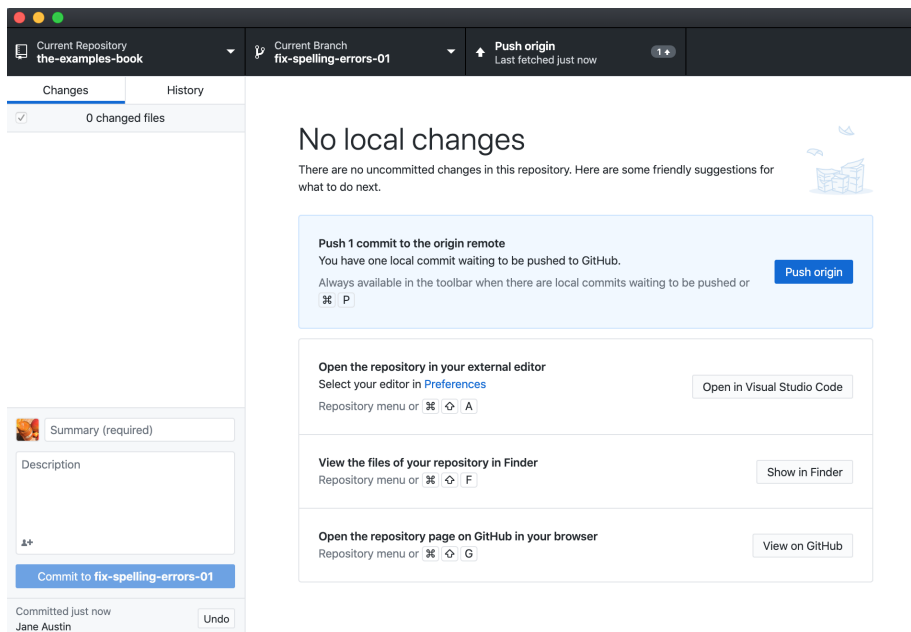 Current Repository
the-examples-book
Current Branch
fix-spelling-errors-01
Push origin
Last fetched just now
1
Changes
History
0 changed files
No local changes
There are no uncommitted changes in this repository. Here are some friendly suggestions for
what to do next.
Push 1 commit to the origin remote
You have one local commit waiting to be pushed to GitHub.
Always available in the toolbar when there are local commits waiting to be pushed or
⌘ P
Push origin
Open the repository in your external editor
Select your editor in Preferences
Repository menu or ⌘ ⇧ A
Open in Visual Studio Code
View the files of your repository in Finder
Repository menu or ⌘ ⇧ F
Show in Finder
Open the repository page on GitHub in your browser
Repository menu or ⌘ ⇧ G
View on GitHub
Summary (required)
Description
Commit to fix-spelling-errors-01
Committed just now
Jane Austin
Undo